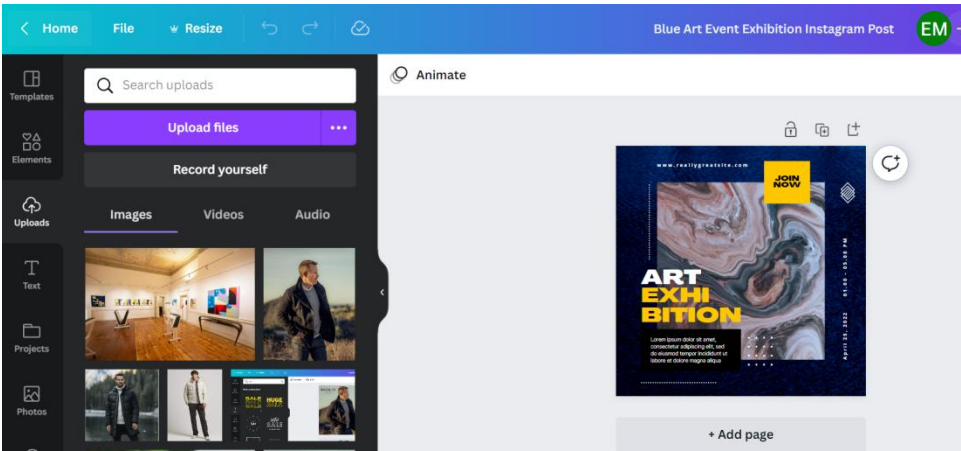 Home File Resize Blue Art Event Exhibition Instagram Post EM
Templates
Elements
Uploads
Text
Projects
Photos
Search uploads
Upload files
Record yourself
Images Videos Audio
SALE HUGE
SALE
Animate
www.reallygreatsite.com
JOIN
NOW
ART
EXHI
BITION
Lorem ipsum dolor sit amet,
consectetur adipiscing elit, sed
do eiusmod tempor incididunt ut
labore et dolore magna aliqua
April 25, 2022 01.00 - 05.00 PM
+ Add page